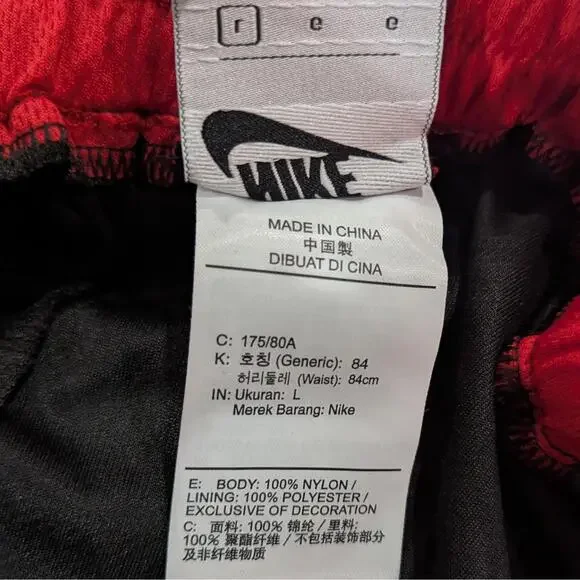 r e e
NIKE
MADE IN CHINA
中国製
DIBUAT DI CINA
C: 175/80A
K: 호칭 (Generic): 84
허리둘레 (Waist): 84cm
IN: Ukuran: L
Merek Barang: Nike
E: BODY: 100% NYLON /
LINING: 100% POLYESTER /
EXCLUSIVE OF DECORATION
C: 面料: 100% 锦纶 / 里料:
100% 聚酯纤维 / 不包括装饰部分
及非纤维物质